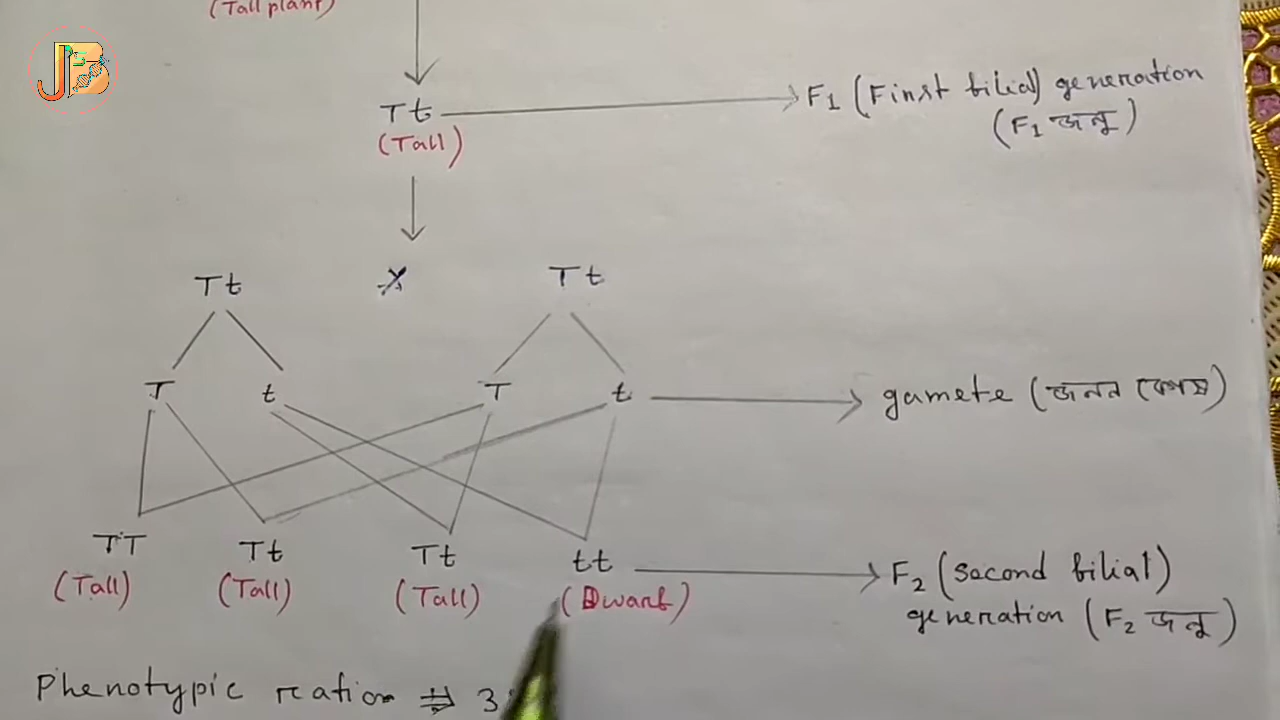 (Tall plant)
Tt
F1 (First filial) generation
(Tall)
(F1 জনু)
Tt X Tt
T t T t
gamete (জনন কোষ)
TT Tt Tt tt
(Tall) (Tall) (Tall) (Dwarf)
F2 (Second filial)
generation (F2 জনু)
Phenotypic ration ⇒ 3: